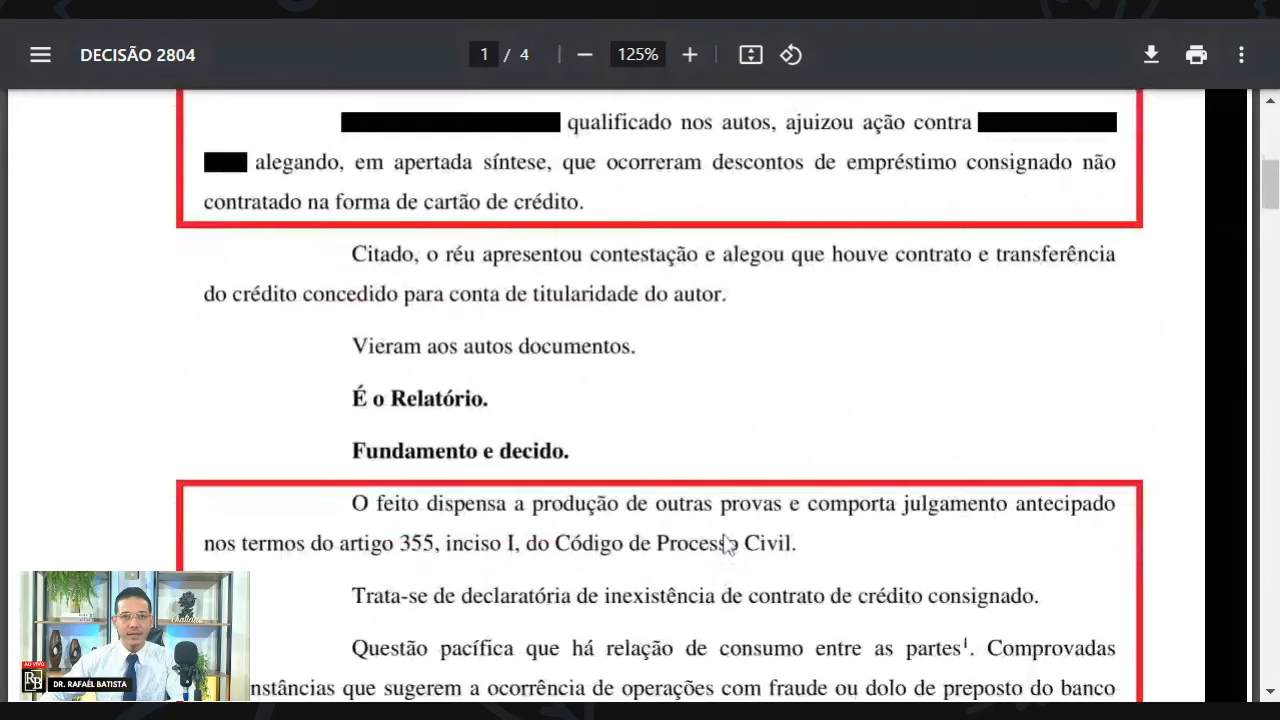 DECISÃO 2804
1 / 4
125%
qualificado nos autos, ajuizou ação contra
alegando, em apertada síntese, que ocorreram descontos de empréstimo consignado não
contratado na forma de cartão de crédito.
Citado, o réu apresentou contestação e alegou que houve contrato e transferência
do crédito concedido para conta de titularidade do autor.
Vieram aos autos documentos.
É o Relatório.
Fundamento e decido.
O feito dispensa a produção de outras provas e comporta julgamento antecipado
nos termos do artigo 355, inciso I, do Código de Processo Civil.
Trata-se de declaratória de inexistência de contrato de crédito consignado.
Questão pacífica que há relação de consumo entre as partes¹. Comprovadas
nstâncias que sugerem a ocorrência de operações com fraude ou dolo de preposto do banco
AO VIVO
RB
DR. RAFAEL BATISTA